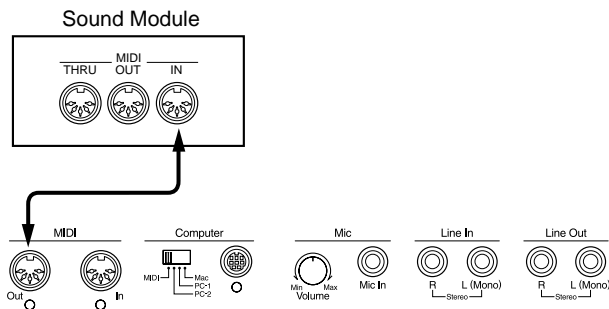 Sound Module
MIDI
THRU OUT IN
MIDI Computer Mic Line In Line Out
MIDI Mac
PC-1
PC-2
Out In
Min Max
Volume
Mic In
R L (Mono)
Stereo
R L (Mono)
Stereo